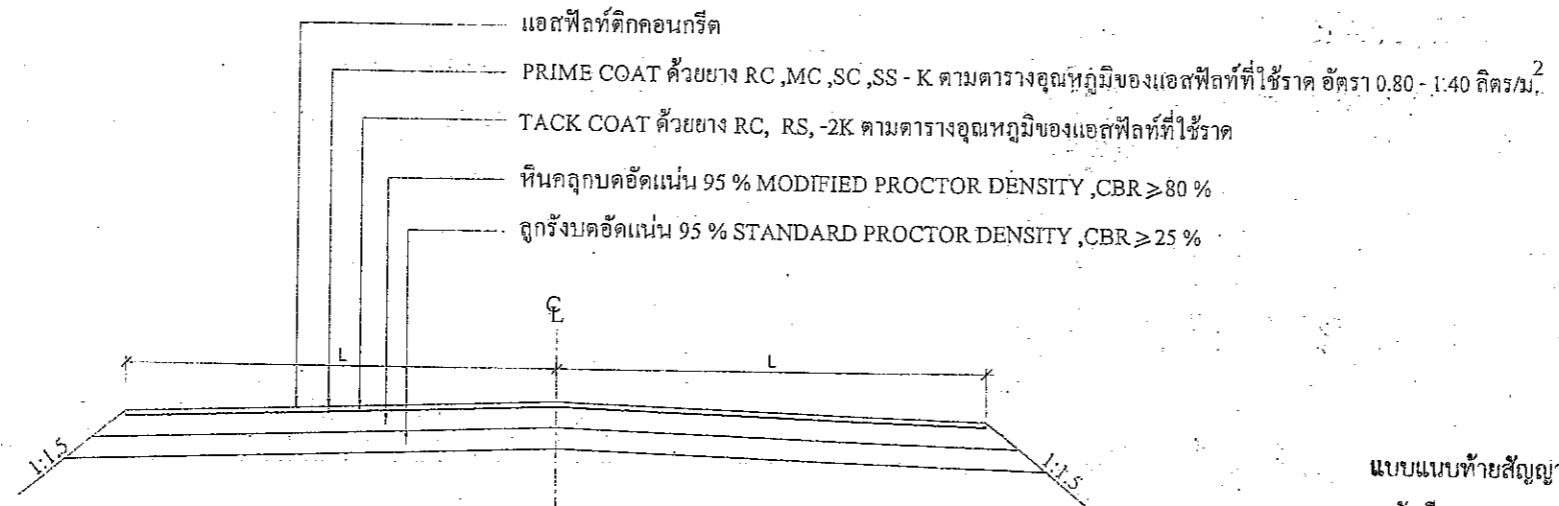 แอสฟัลท์ติกคอนกรีต
PRIME COAT ด้วยยาง RC ,MC ,SC ,SS - K ตามตารางอุณหภูมิของแอสฟัลท์ที่ใช้ราด อัตรา 0.80 - 1.40 ลิตร/ม.2
TACK COAT ด้วยยาง RC, RS, -2K ตามตารางอุณหภูมิของแอสฟัลท์ที่ใช้ราด
หินคลุกบดอัดแน่น 95 % MODIFIED PROCTOR DENSITY ,CBR ≥ 80 %
ลูกรังบดอัดแน่น 95 % STANDARD PROCTOR DENSITY ,CBR ≥ 25 %
℄
L L
1:1.5 1:1.5
แบบแนบท้ายสัญญา